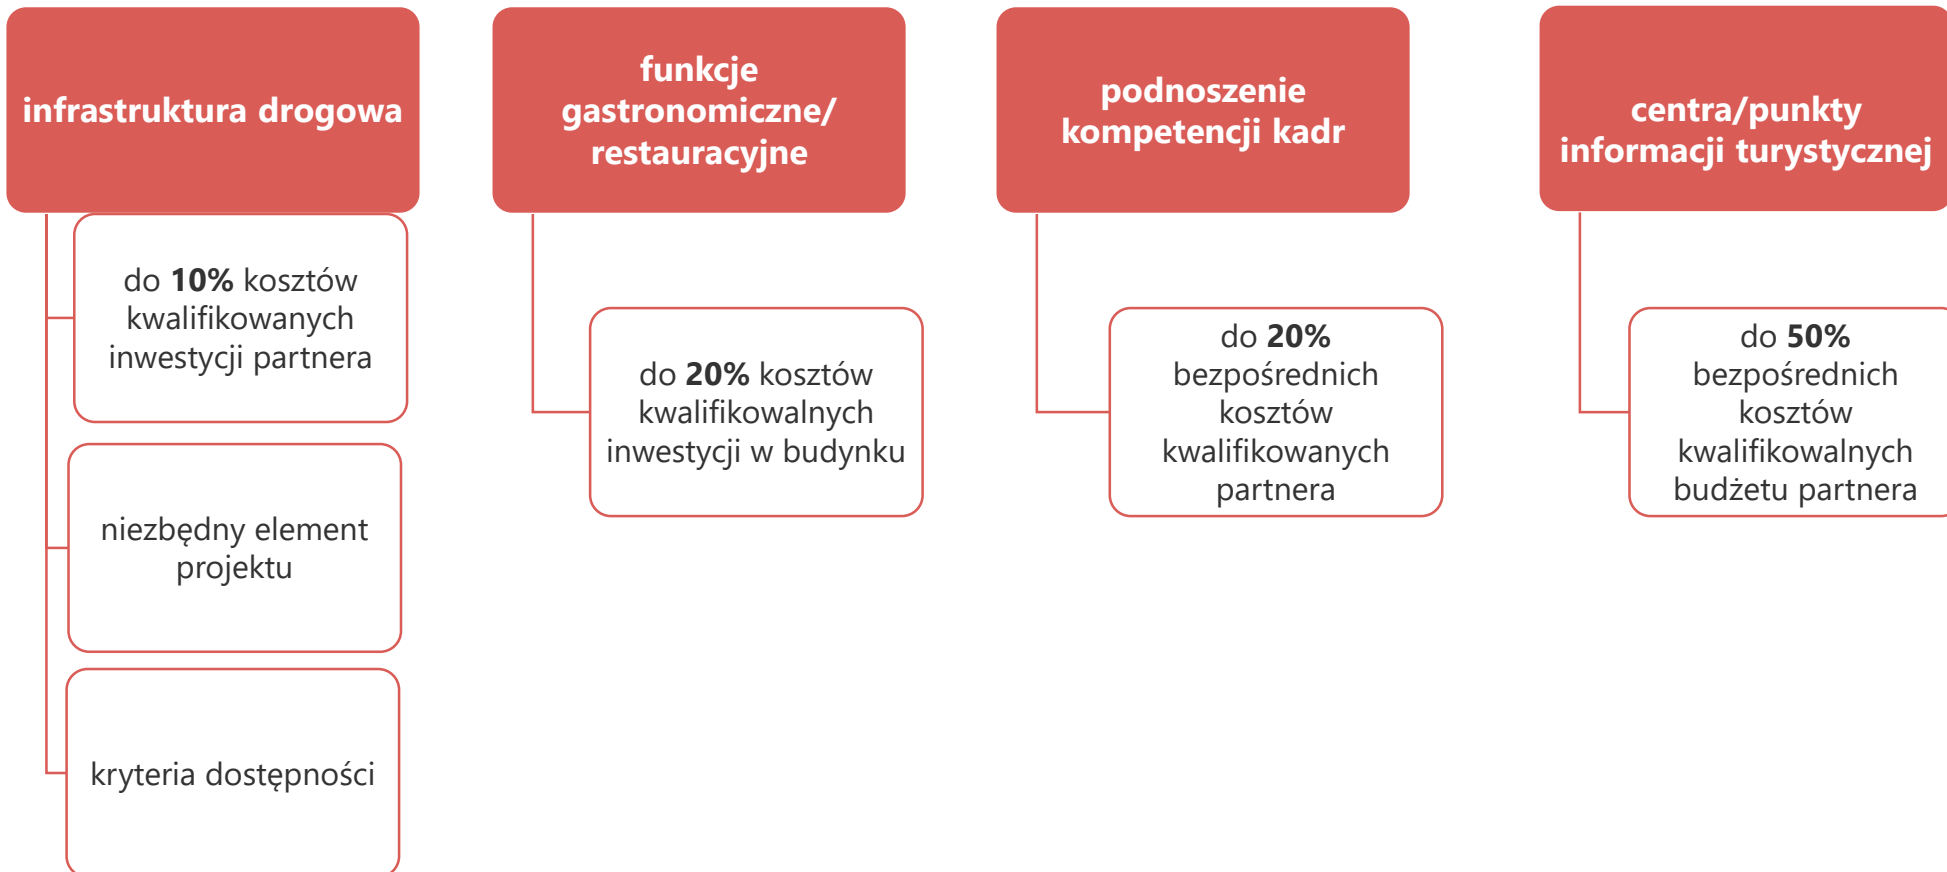 infrastruktura drogowa
do 10% kosztów
kwalifikowanych
inwestycji partnera
niezbędny element
projektu
kryteria dostępności
funkcje
gastronomiczne/
restauracyjne
do 20% kosztów
kwalifikowalnych
inwestycji w budynku
podnoszenie
kompetencji kadr
do 20%
bezpośrednich
kosztów
kwalifikowanych
partnera
centra/punkty
informacji turystycznej
do 50%
bezpośrednich
kosztów
kwalifikowalnych
budżetu partnera